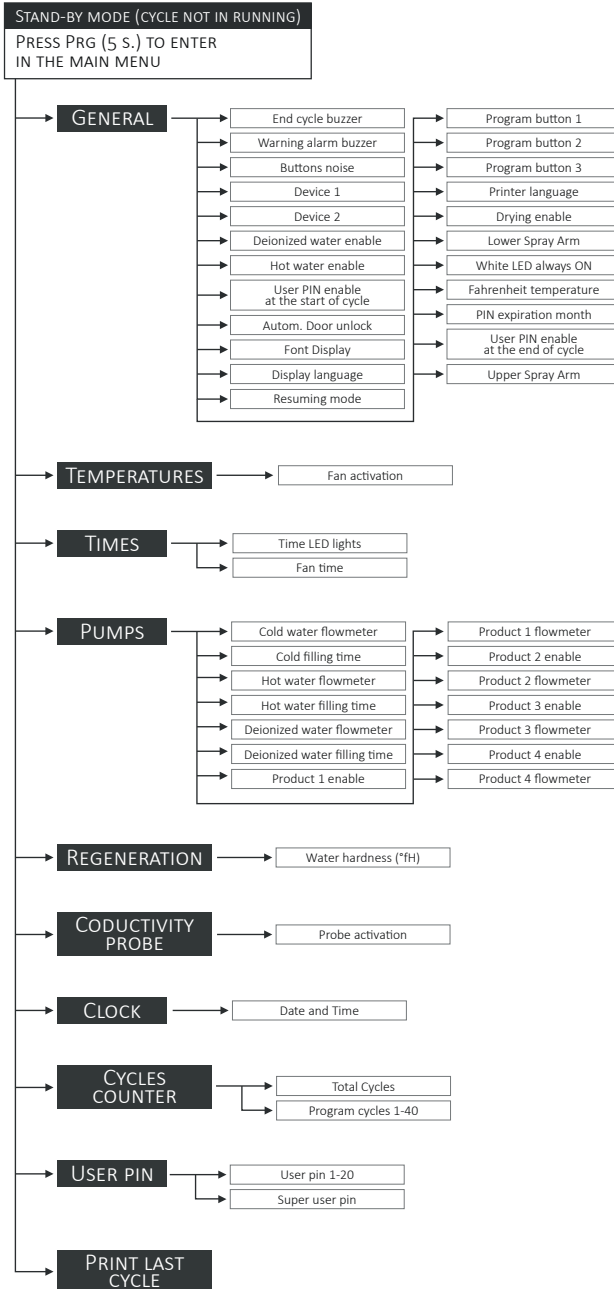 STAND-BY MODE (CYCLE NOT IN RUNNING)
PRESS PRG (5 S.) TO ENTER
IN THE MAIN MENU
GENERAL
End cycle buzzer
Warning alarm buzzer
Buttons noise
Device 1
Device 2
Deionized water enable
Hot water enable
User PIN enable
at the start of cycle
Autom. Door unlock
Font Display
Display language
Resuming mode
Program button 1
Program button 2
Program button 3
Printer language
Drying enable
Lower Spray Arm
White LED always ON
Fahrenheit temperature
PIN expiration month
User PIN enable
at the end of cycle
Upper Spray Arm
TEMPERATURES
Fan activation
TIMES
Time LED lights
Fan time
PUMPS
Cold water flowmeter
Cold filling time
Hot water flowmeter
Hot water filling time
Deionized water flowmeter
Deionized water filling time
Product 1 enable
Product 1 flowmeter
Product 2 enable
Product 2 flowmeter
Product 3 enable
Product 3 flowmeter
Product 4 enable
Product 4 flowmeter
REGENERATION
Water hardness (°fH)
CODUCTIVITY
PROBE
Probe activation
CLOCK
Date and Time
CYCLES
COUNTER
Total Cycles
Program cycles 1-40
USER PIN
User pin 1-20
Super user pin
PRINT LAST
CYCLE